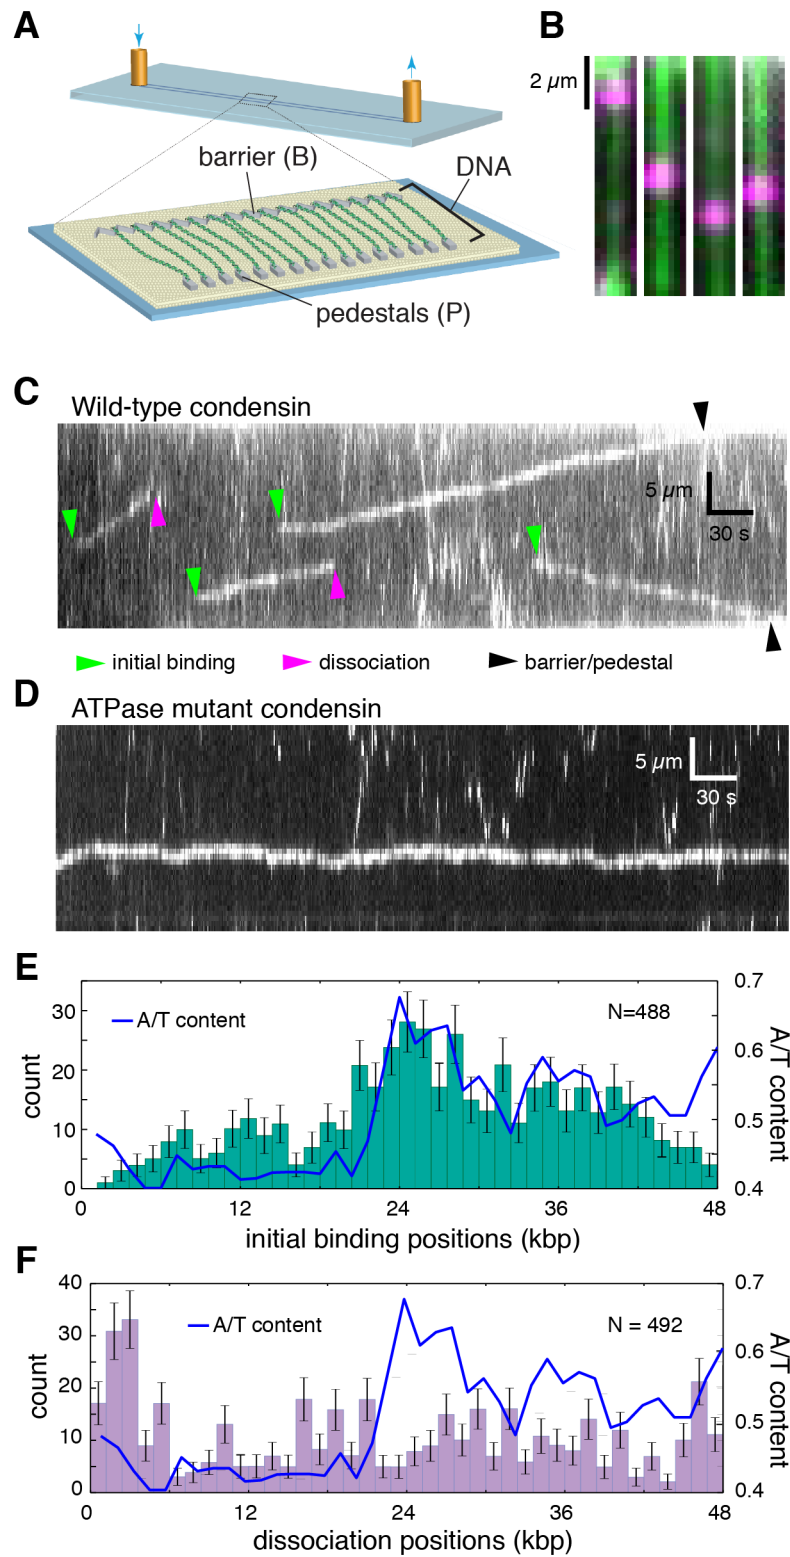 A
barrier (B)
DNA
pedestals (P)
B
2 µm
C
Wild-type condensin
5 µm
30 s
initial binding
dissociation
barrier/pedestal
D
ATPase mutant condensin
5 µm
30 s
E
A/T content
N=488
30
20
10
0
count
0.7
0.6
0.5
0.4
A/T content
0 12 24 36 48
initial binding positions (kbp)
F
A/T content
N = 492
40
30
20
10
0
count
0.7
0.6
0.5
0.4
A/T content
0 12 24 36 48
dissociation positions (kbp)